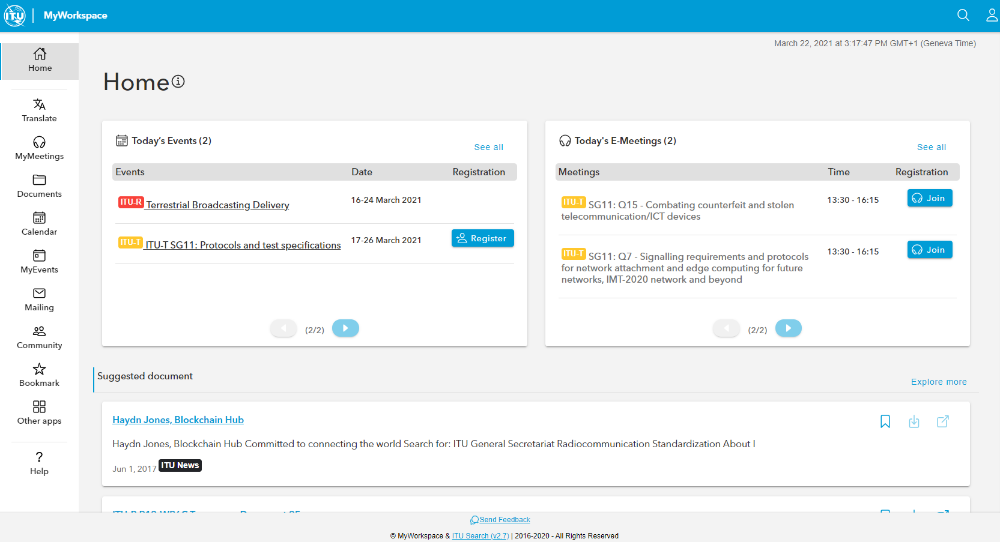 ITU MyWorkspace
March 22, 2021 at 3:17:47 PM GMT+1 (Geneva Time)
Home
Translate
MyMeetings
Documents
Calendar
MyEvents
Mailing
Community
Bookmark
Other apps
?
Help
Home
Today's Events (2)
See all
Events Date Registration
ITU-R Terrestrial Broadcasting Delivery 16-24 March 2021
ITU-T ITU-T SG11: Protocols and test specifications 17-26 March 2021 Register
(2/2)
Today's E-Meetings (2)
See all
Meetings Time Registration
ITU-T SG11: Q15 - Combating counterfeit and stolen 13:30 - 16:15 Join
telecommunication/ICT devices
ITU-T SG11: Q7 - Signalling requirements and protocols 13:30 - 16:15 Join
for network attachment and edge computing for future
networks, IMT-2020 network and beyond
(2/2)
Suggested document
Explore more
Haydn Jones, Blockchain Hub
Haydn Jones, Blockchain Hub Committed to connecting the world Search for: ITU General Secretariat Radiocommunication Standardization About I
Jun 1, 2017 ITU News
Send Feedback
© MyWorkspace & ITU Search (v2.7) | 2016-2020 - All Rights Reserved